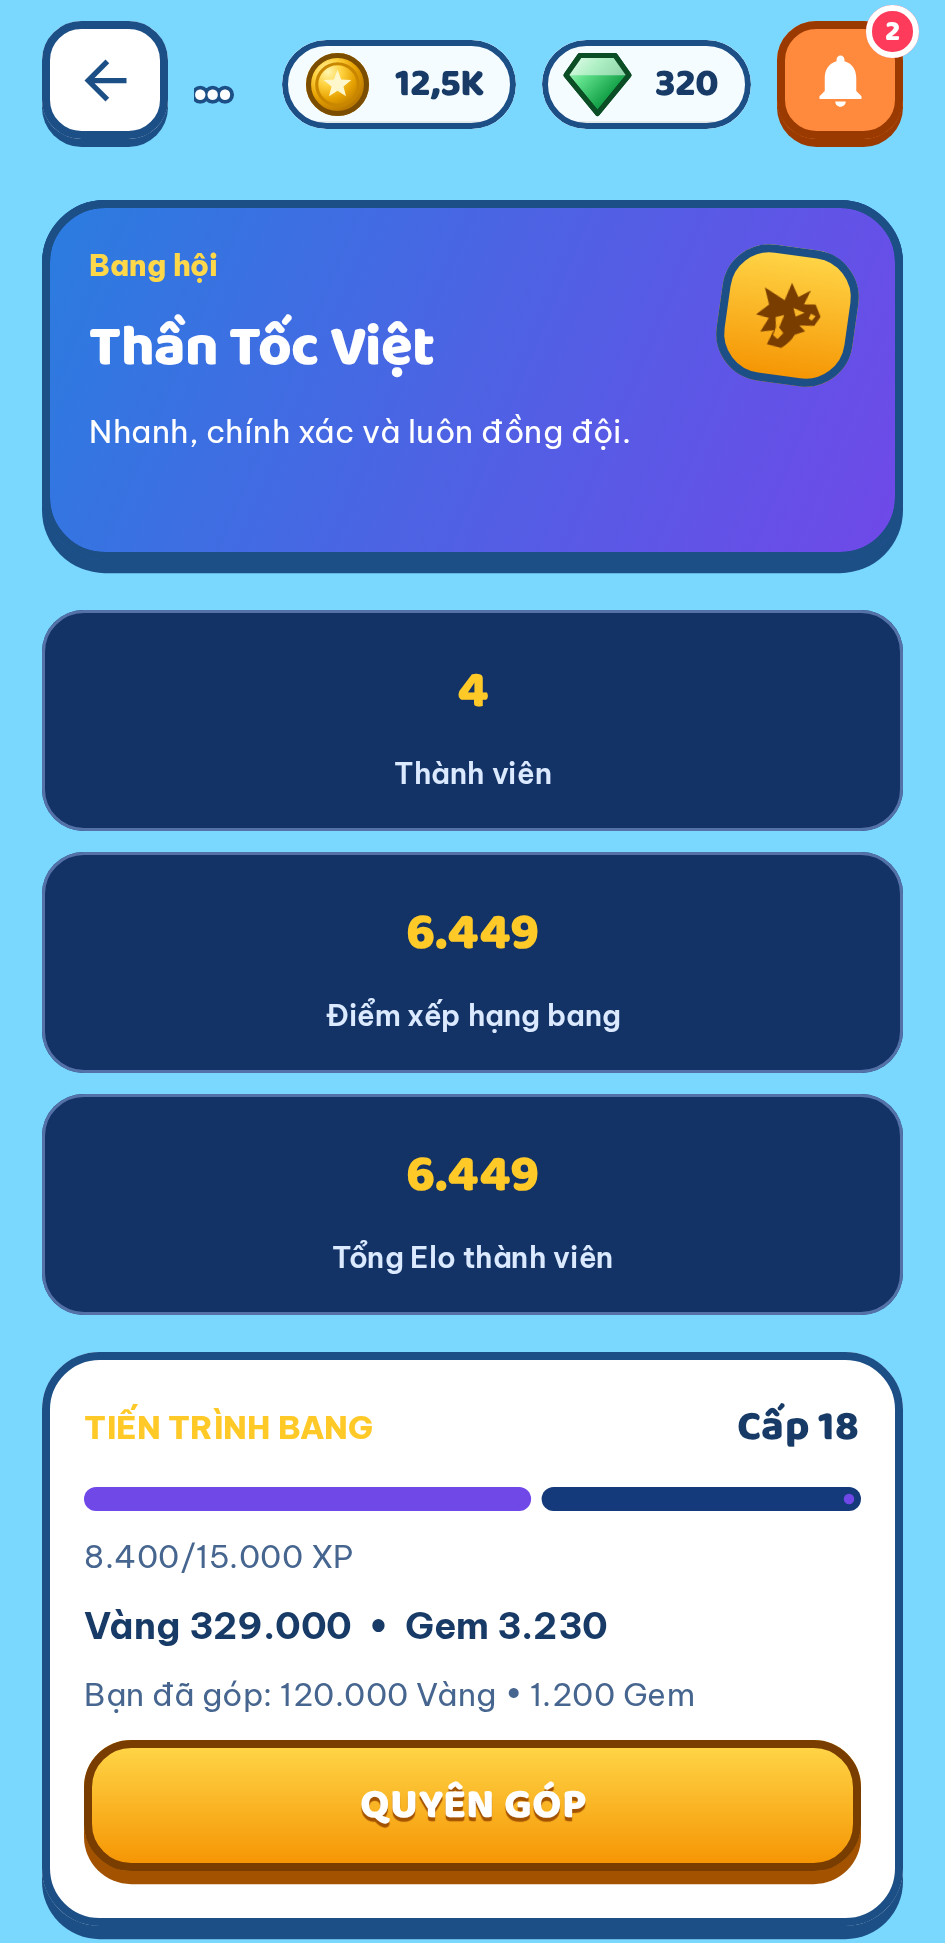 ...
12,5K
320
2
Bang hội
Thần Tốc Việt
Nhanh, chính xác và luôn đồng đội.
4
Thành viên
6.449
Điểm xếp hạng bang
6.449
Tổng Elo thành viên
TIẾN TRÌNH BANG
Cấp 18
8.400/15.000 XP
Vàng 329.000 • Gem 3.230
Bạn đã góp: 120.000 Vàng • 1.200 Gem
QUYÊN GÓP